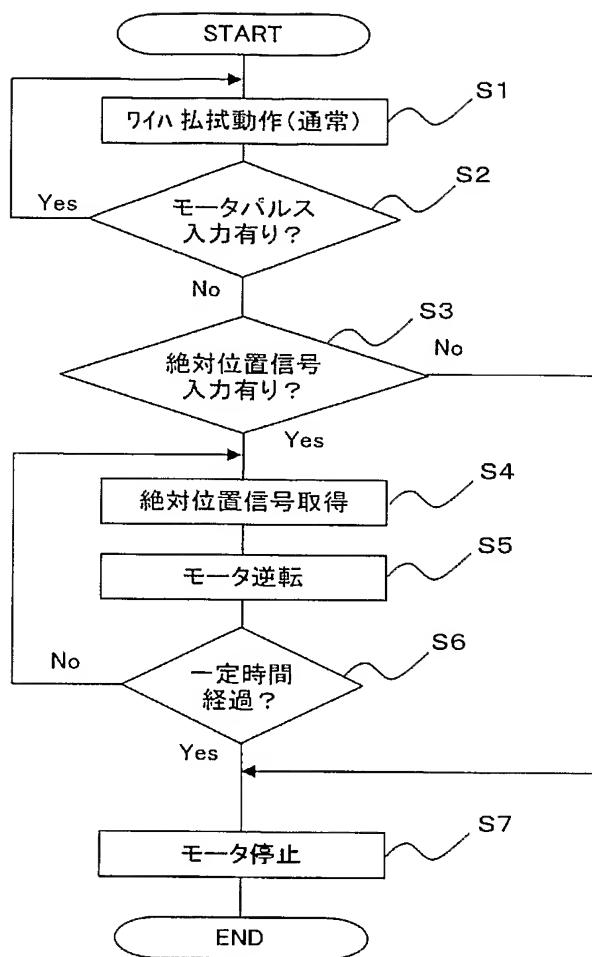 START
S1
ワイハ 払拭動作(通常)
S2
Yes
モータパルス
入力有り?
No
S3
No
絶対位置信号
入力有り?
Yes
S4
絶対位置信号取得
S5
モータ逆転
S6
No
一定時間
経過?
Yes
S7
モータ停止
END